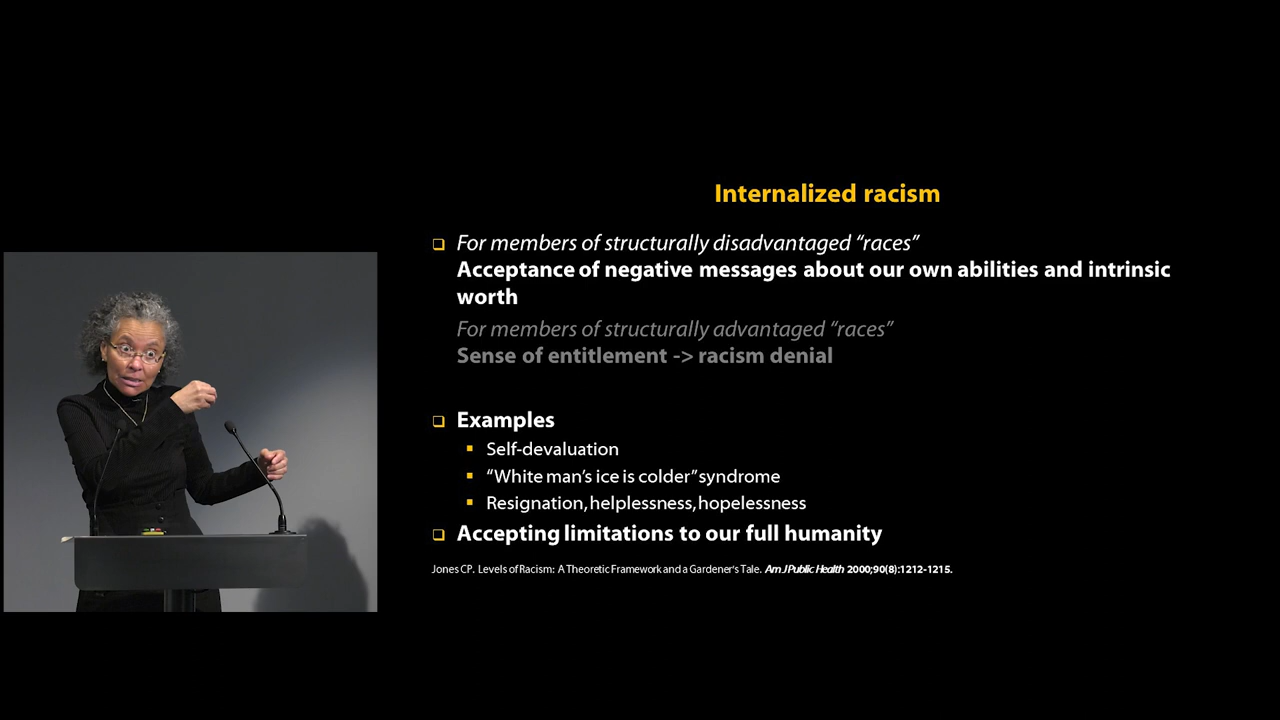 Internalized racism
❑ For members of structurally disadvantaged “races”
Acceptance of negative messages about our own abilities and intrinsic
worth
For members of structurally advantaged “races”
Sense of entitlement -> racism denial
❑ Examples
▪ Self-devaluation
▪ “White man’s ice is colder” syndrome
▪ Resignation, helplessness, hopelessness
❑ Accepting limitations to our full humanity
Jones CP. Levels of Racism: A Theoretic Framework and a Gardener’s Tale. Am J Public Health 2000;90(8):1212-1215.